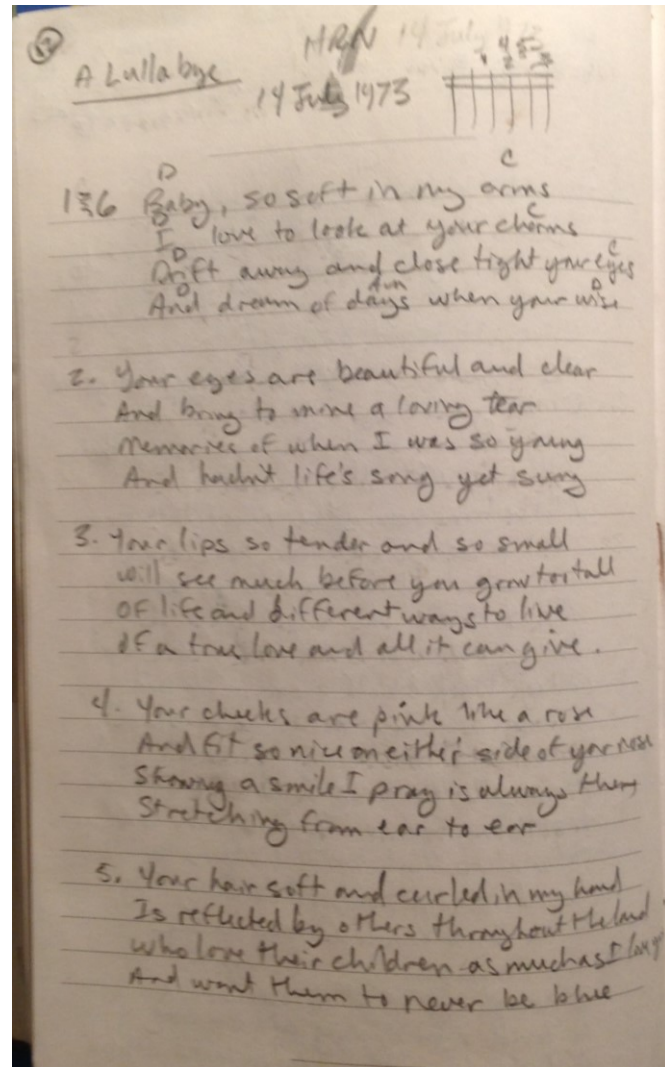 A Lullabye
MRN 14 July
14 July 1973
D C
1 & 6 Baby, so soft in my arms
D C
I love to look at your charms
D C
Drift away and close tight your eyes
D D
And dream of days when your wise
2. Your eyes are beautiful and clear
And bring to mine a loving tear
Memories of when I was so young
And hadn't life's song yet sung
3. Your lips so tender and so small
will see much before you grow too tall
Of life and different ways to live
Of a true love and all it can give.
4. Your cheeks are pink like a rose
And fit so nice on either side of your nose
Showing a smile I pray is always there
Stretching from ear to ear
5. Your hair soft and curled in my hand
Is reflected by others throughout the land
who love their children as much as I
And want them to never be blue